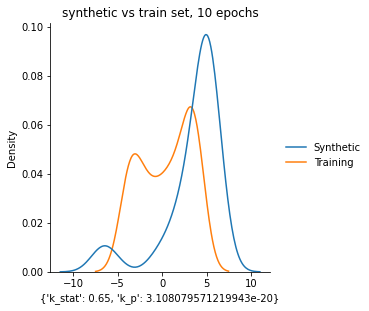 synthetic vs train set, 10 epochs
0.10
0.08
0.06
0.04
0.02
0.00
Density
−10
−5
0
5
10
{'k_stat': 0.65, 'k_p': 3.108079571219943e-20}
Synthetic
Training